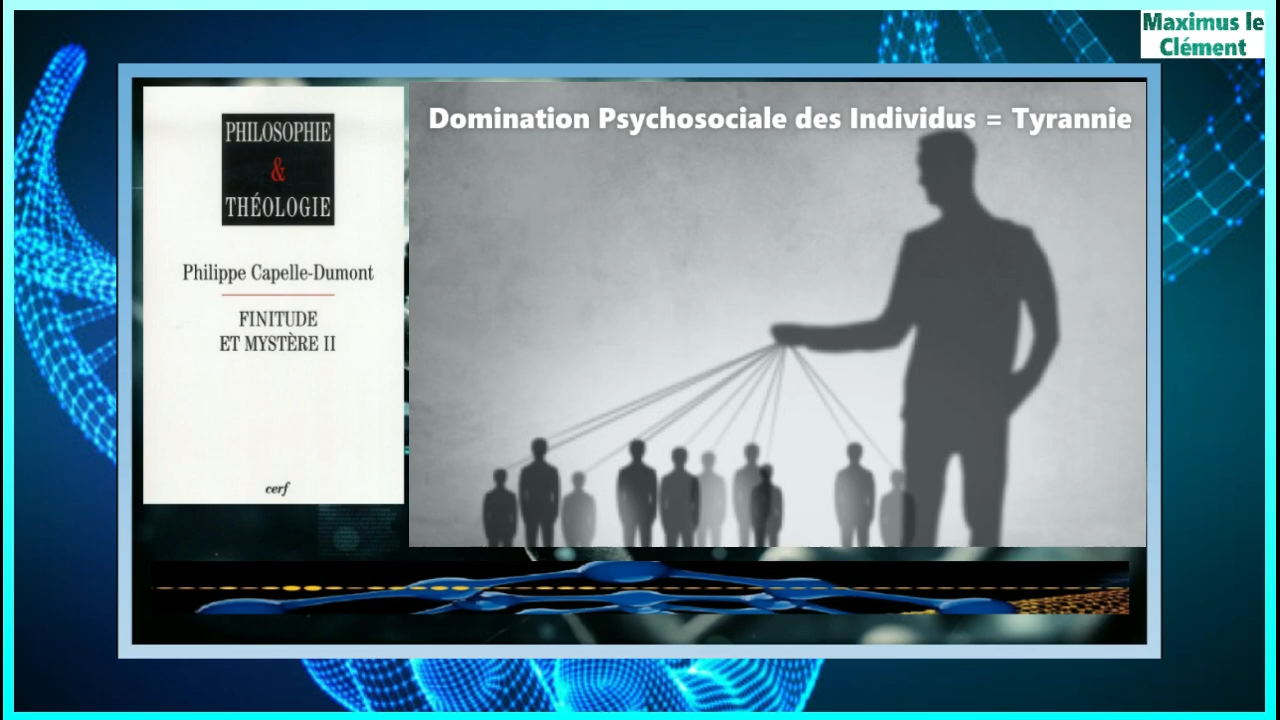 Maximus le
Clément
Domination Psychosociale des Individus = Tyrannie
PHILOSOPHIE
&
THÉOLOGIE
Philippe Capelle-Dumont
FINITUDE
ET MYSTÈRE II
cerf